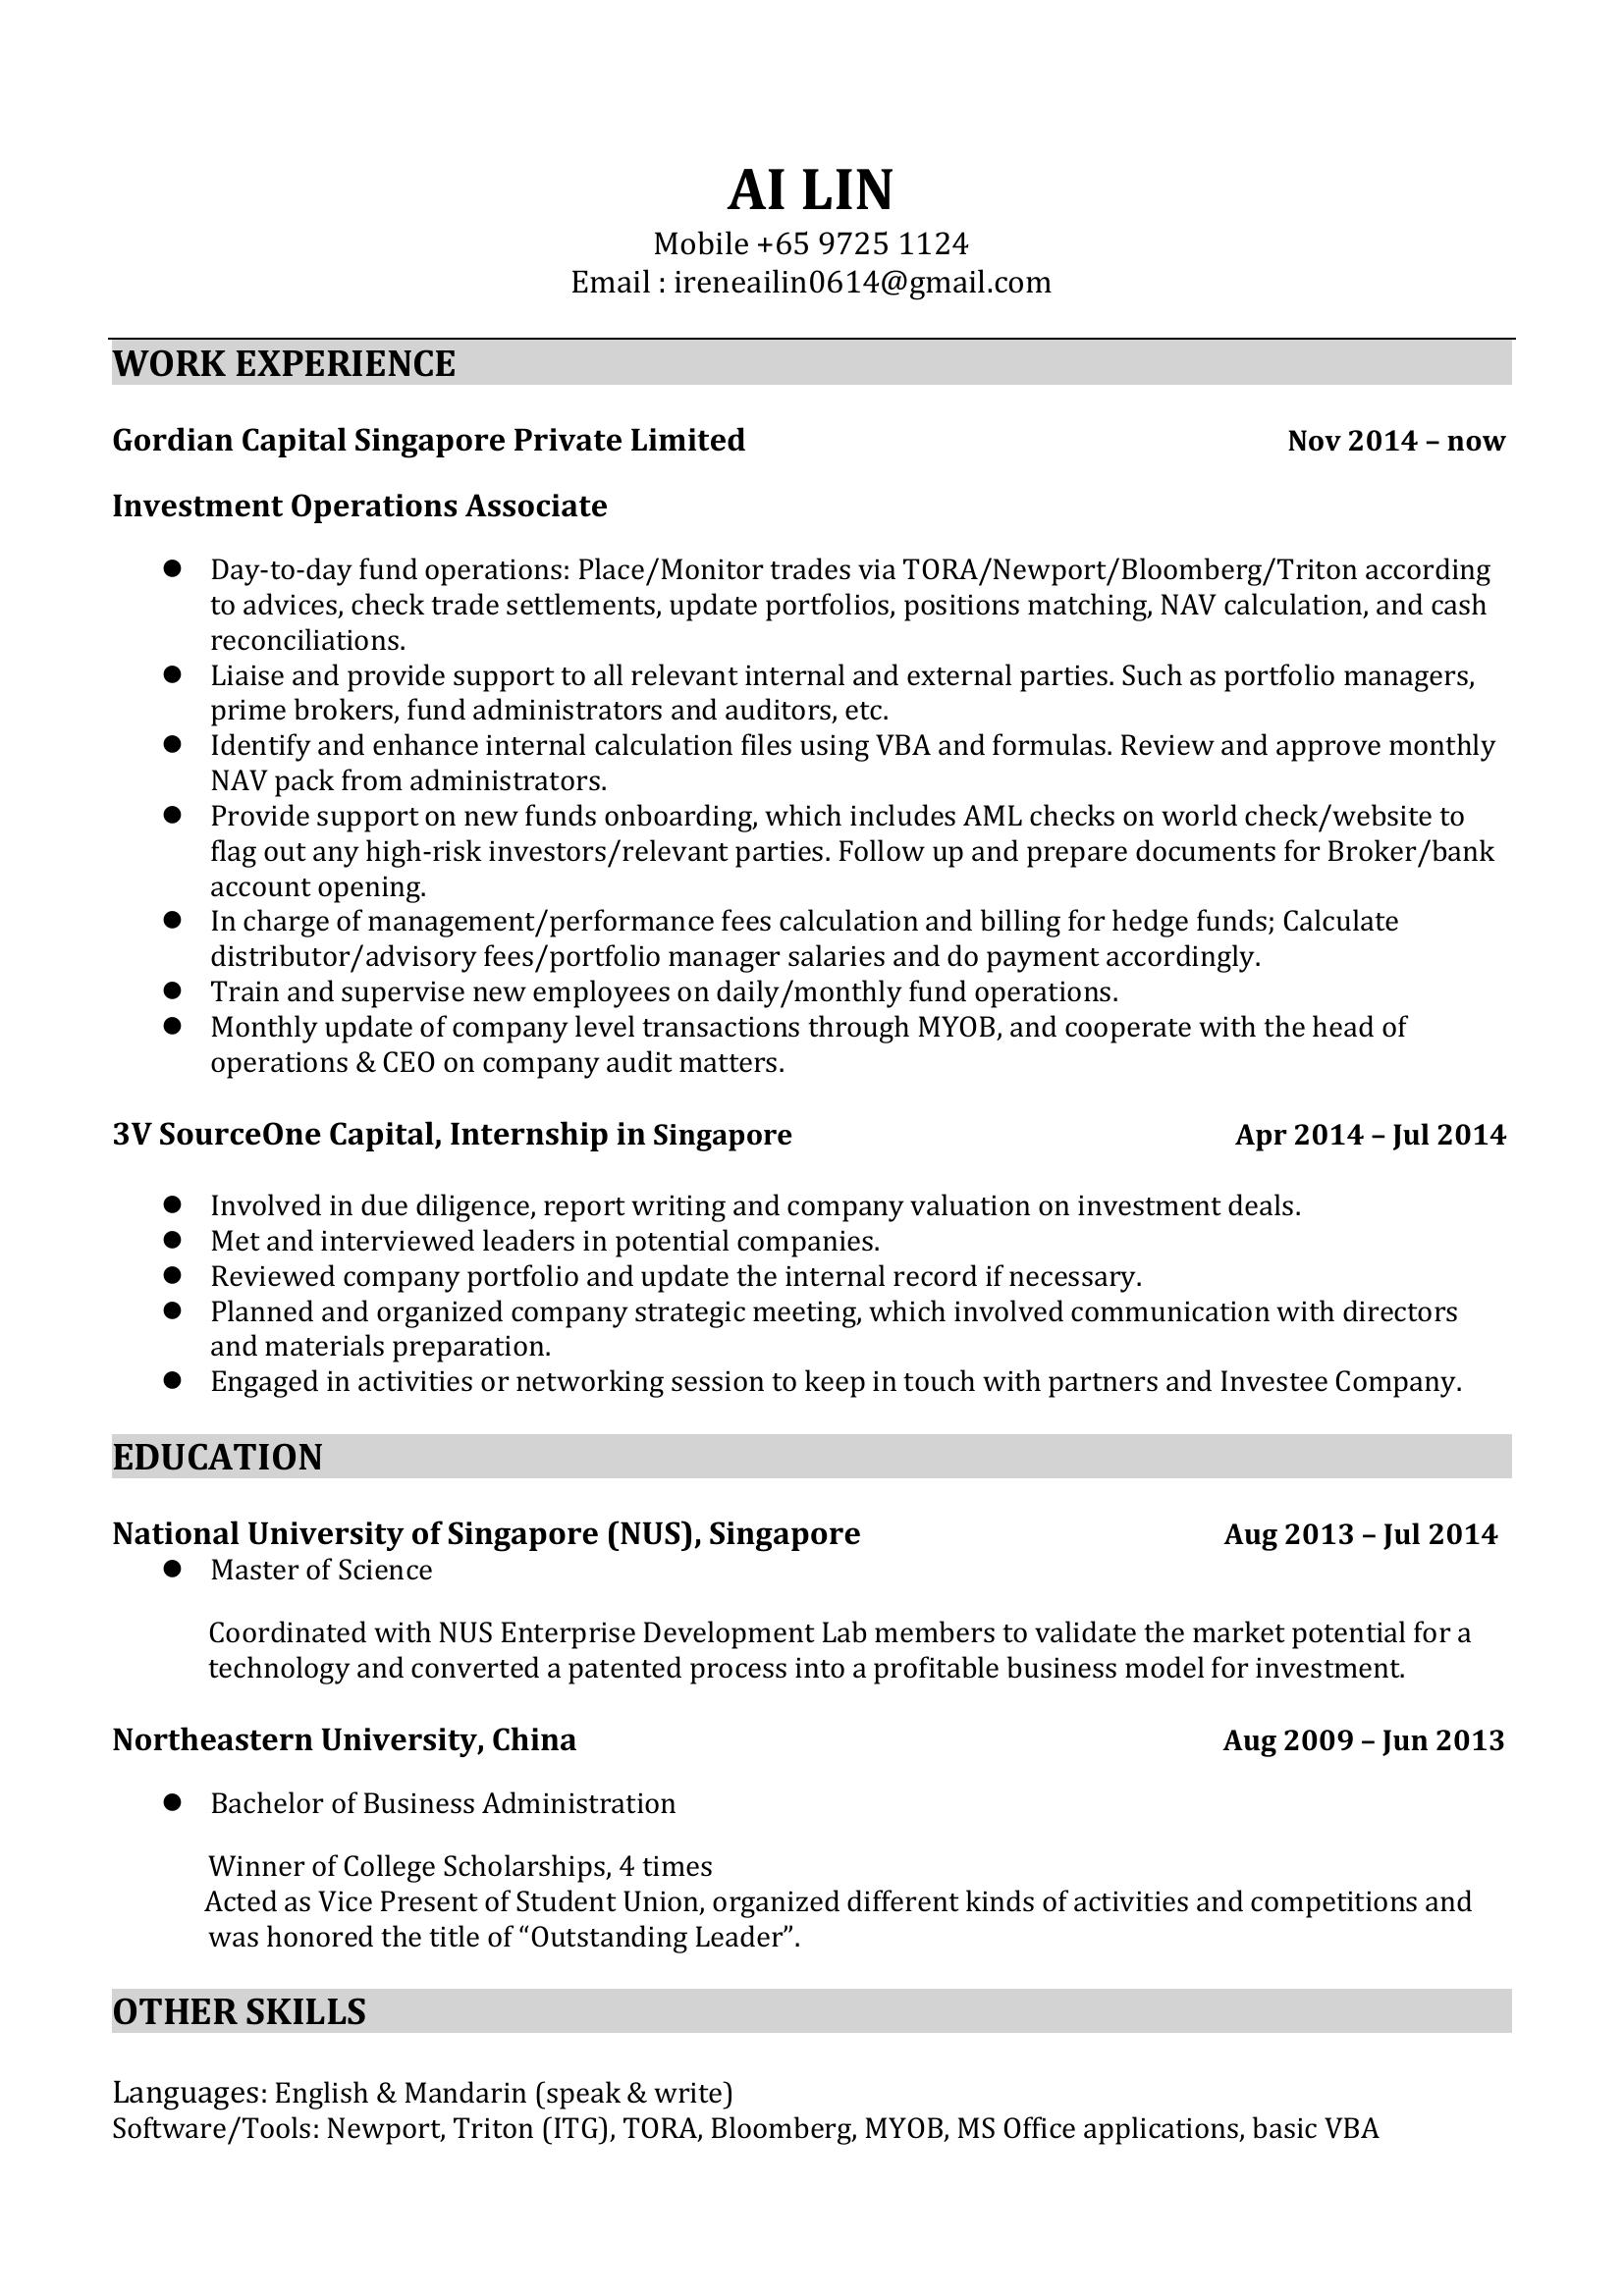 AI LIN
Mobile +65 9725 1124
Email : ireneailin0614@gmail.com
WORK EXPERIENCE
Gordian Capital Singapore Private Limited Nov 2014 – now
Investment Operations Associate
● Day-to-day fund operations: Place/Monitor trades via TORA/Newport/Bloomberg/Triton according
to advices, check trade settlements, update portfolios, positions matching, NAV calculation, and cash
reconciliations.
● Liaise and provide support to all relevant internal and external parties. Such as portfolio managers,
prime brokers, fund administrators and auditors, etc.
● Identify and enhance internal calculation files using VBA and formulas. Review and approve monthly
NAV pack from administrators.
● Provide support on new funds onboarding, which includes AML checks on world check/website to
flag out any high-risk investors/relevant parties. Follow up and prepare documents for Broker/bank
account opening.
● In charge of management/performance fees calculation and billing for hedge funds; Calculate
distributor/advisory fees/portfolio manager salaries and do payment accordingly.
● Train and supervise new employees on daily/monthly fund operations.
● Monthly update of company level transactions through MYOB, and cooperate with the head of
operations & CEO on company audit matters.
3V SourceOne Capital, Internship in Singapore Apr 2014 – Jul 2014
● Involved in due diligence, report writing and company valuation on investment deals.
● Met and interviewed leaders in potential companies.
● Reviewed company portfolio and update the internal record if necessary.
● Planned and organized company strategic meeting, which involved communication with directors
and materials preparation.
● Engaged in activities or networking session to keep in touch with partners and Investee Company.
EDUCATION
National University of Singapore (NUS), Singapore Aug 2013 – Jul 2014
● Master of Science
Coordinated with NUS Enterprise Development Lab members to validate the market potential for a
technology and converted a patented process into a profitable business model for investment.
Northeastern University, China Aug 2009 – Jun 2013
● Bachelor of Business Administration
Winner of College Scholarships, 4 times
Acted as Vice Present of Student Union, organized different kinds of activities and competitions and
was honored the title of “Outstanding Leader”.
OTHER SKILLS
Languages: English & Mandarin (speak & write)
Software/Tools: Newport, Triton (ITG), TORA, Bloomberg, MYOB, MS Office applications, basic VBA